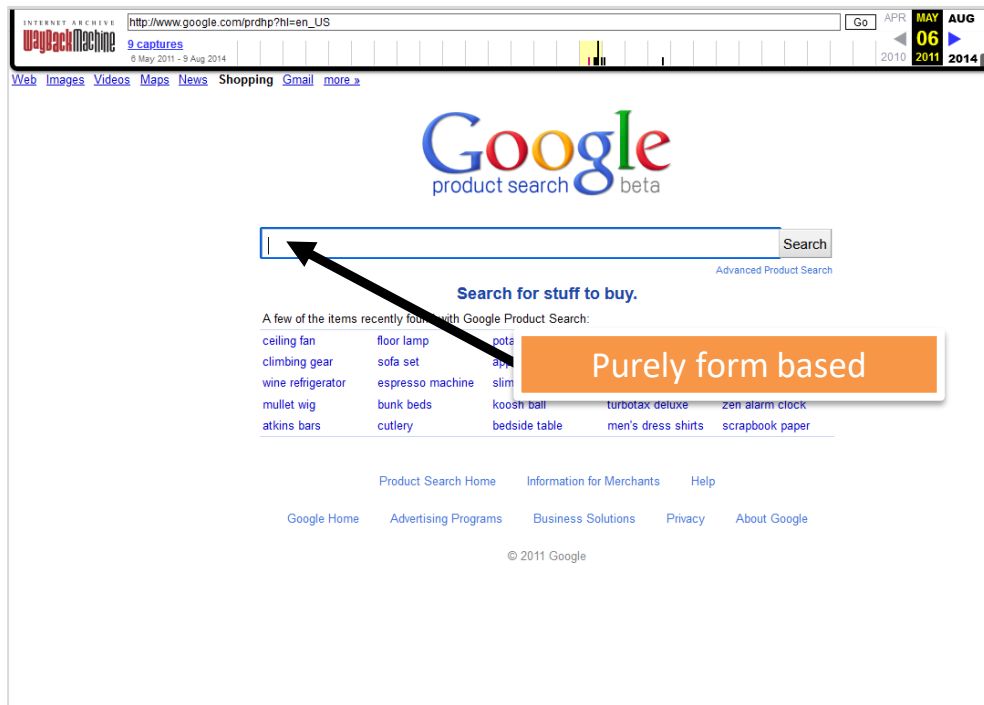 INTERNET ARCHIVE
WayBackMachine
http://www.google.com/prdhp?hl=en_US
Go
9 captures
6 May 2011 - 9 Aug 2014
APR MAY AUG
06
2010 2011 2014
Web Images Videos Maps News Shopping Gmail more »
Google
product search beta
Search
Advanced Product Search
Search for stuff to buy.
A few of the items recently with Google Product Search:
ceiling fan floor lamp
climbing gear sofa set
wine refrigerator espresso machine
Purely form based
mullet wig bunk beds koosh ball turbotax deluxe zen alarm clock
atkins bars cutlery bedside table men's dress shirts scrapbook paper
Product Search Home Information for Merchants Help
Google Home Advertising Programs Business Solutions Privacy About Google
© 2011 Google